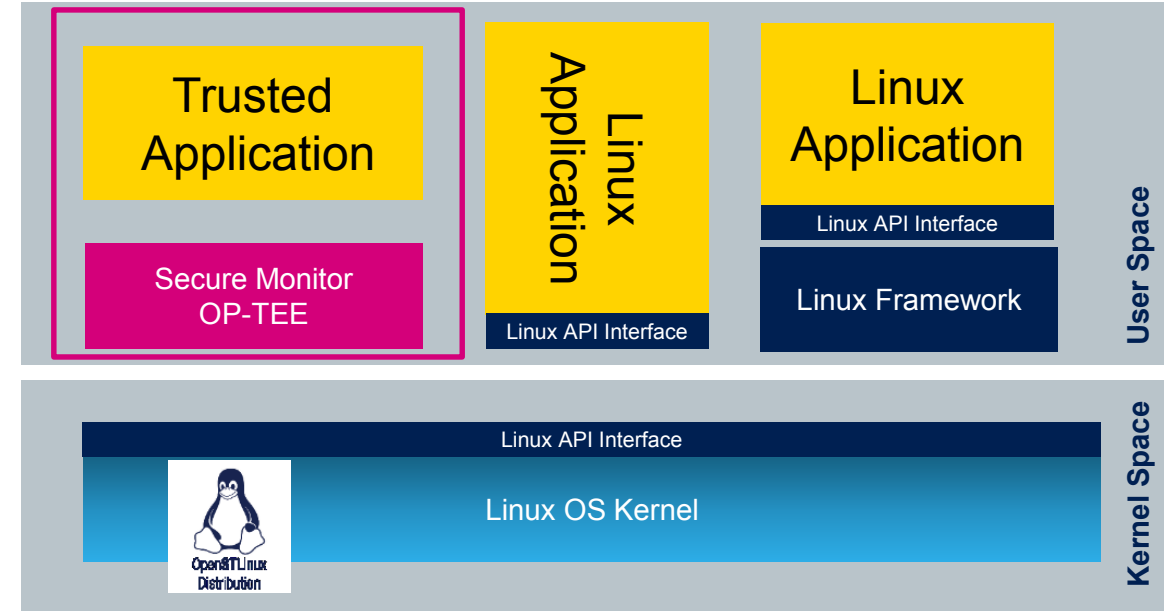 Trusted
Application
Secure Monitor
OP-TEE
Linux
Application
Linux API Interface
Linux
Application
Linux API Interface
Linux Framework
User Space
Linux API Interface
Linux OS Kernel
OpenSTLinux
Distribution
Kernel Space